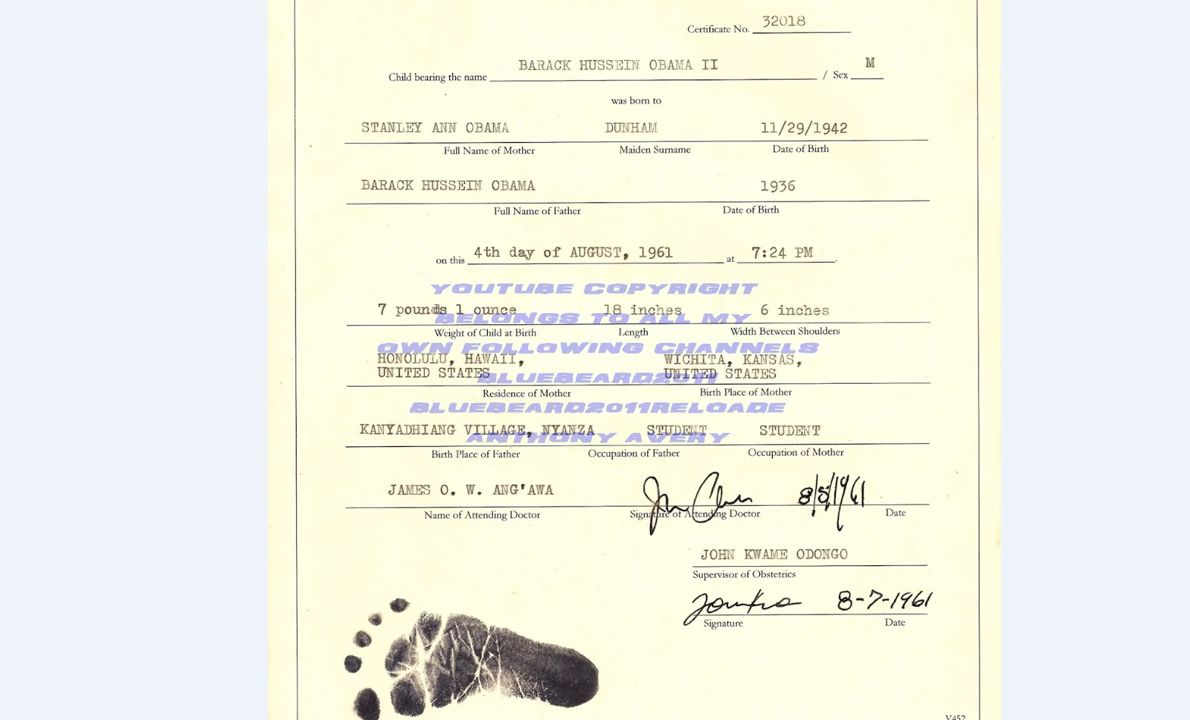 Certificate No. 32018
Child bearing the name BARACK HUSSEIN OBAMA II / Sex M
was born to
STANLEY ANN OBAMA DUNHAM 11/29/1942
Full Name of Mother Maiden Surname Date of Birth
BARACK HUSSEIN OBAMA 1936
Full Name of Father Date of Birth
on this 4th day of AUGUST, 1961 at 7:24 PM.
YOUTUBE COPYRIGHT
7 pounds 1 ounce 18 inches 6 inches
BELONGS TO ALL MY
Weight of Child at Birth Length Width Between Shoulders
OWN FOLLOWING CHANNELS
HONOLULU, HAWAII, WICHITA, KANSAS,
UNITED STATES UNITED STATES
BLUEBEARD2011
Residence of Mother Birth Place of Mother
BLUEBEARD2011RELOADE
KANYADHIANG VILLAGE, NYANZA STUDENT STUDENT
ANTHONY AVERY
Birth Place of Father Occupation of Father Occupation of Mother
JAMES O. W. ANG'AWA 8/5/1961
Name of Attending Doctor Signature of Attending Doctor Date
JOHN KWAME ODONGO
Supervisor of Obstetrics
8-7-1961
Signature Date
V452